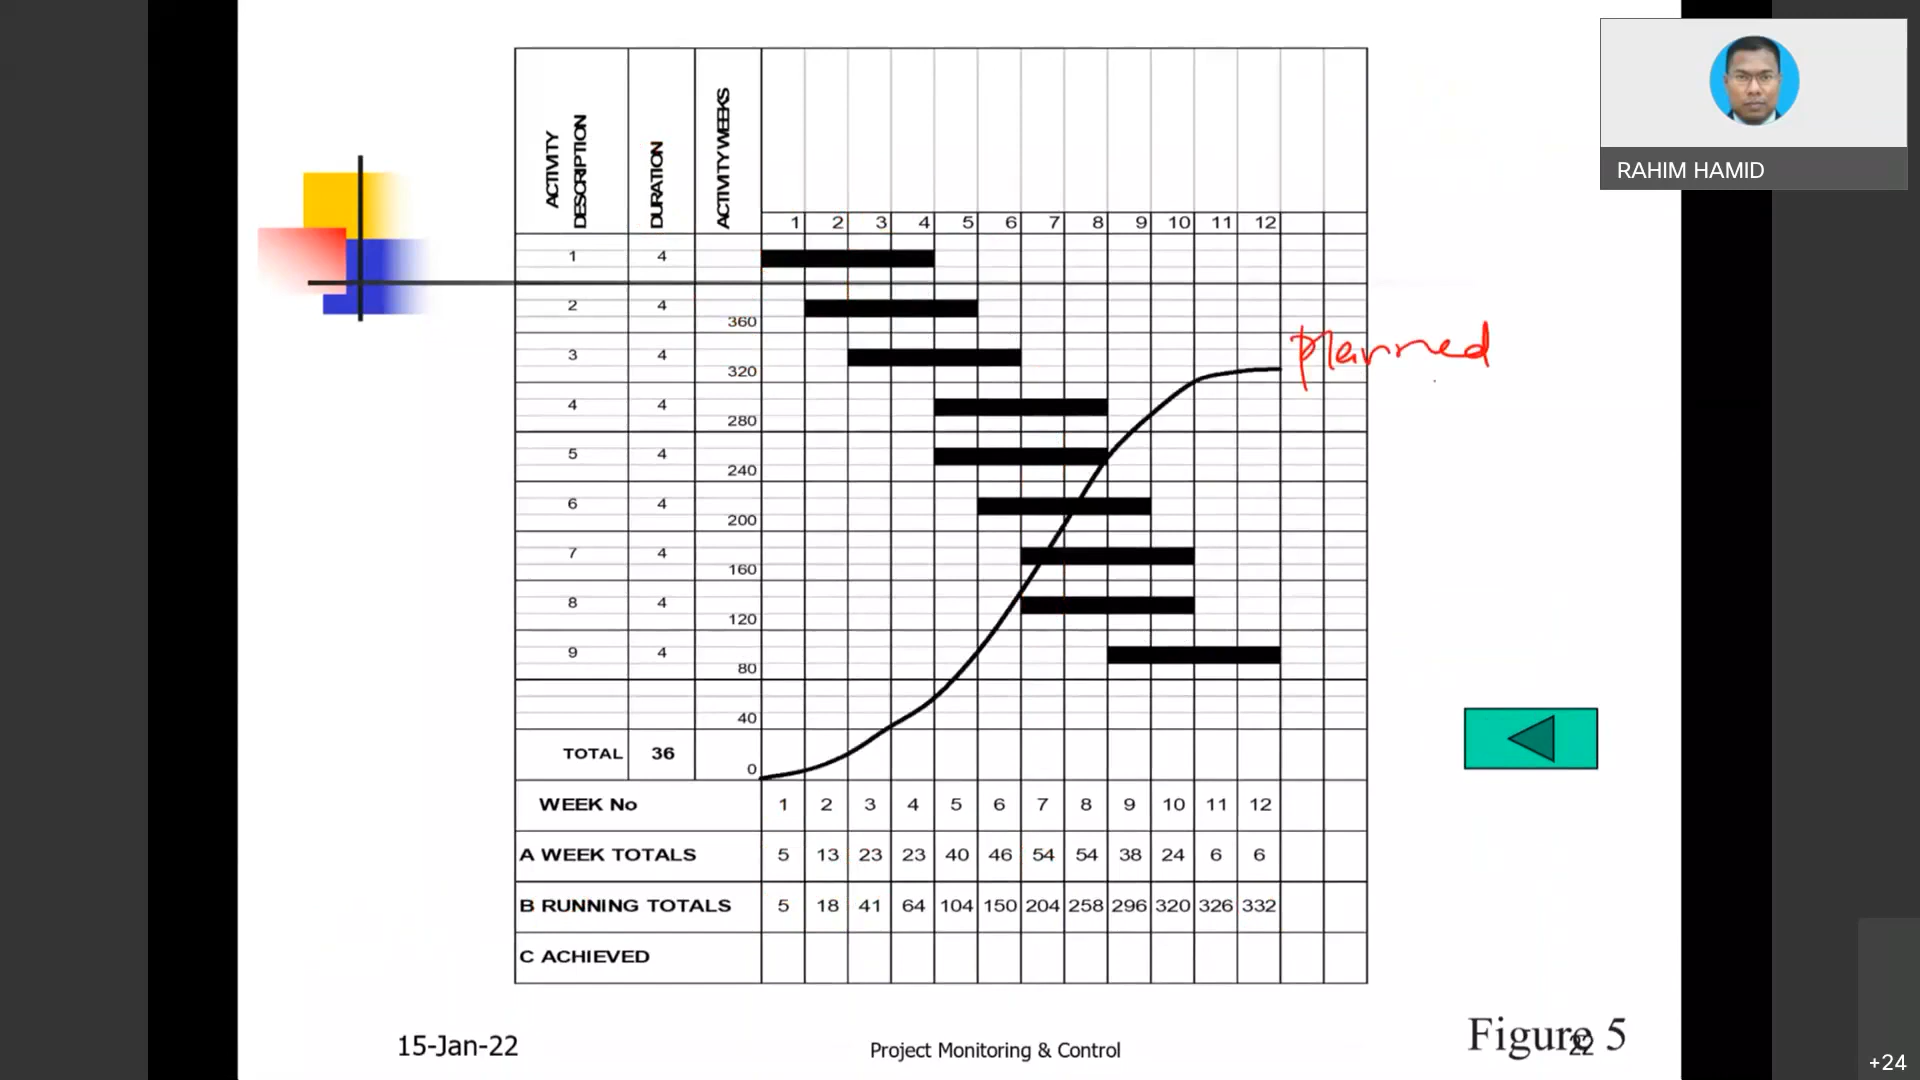 ACTIVITY
DESCRIPTION
DURATION
ACTIVITY WEEKS
1 2 3 4 5 6 7 8 9 10 11 12
1 4
2 4
360
3 4
320
4 4
280
5 4
240
6 4
200
7 4
160
8 4
120
9 4
80
40
TOTAL 36
0
planned
WEEK No 1 2 3 4 5 6 7 8 9 10 11 12
A WEEK TOTALS 5 13 23 23 40 46 54 54 38 24 6 6
B RUNNING TOTALS 5 18 41 64 104 150 204 258 296 320 326 332
C ACHIEVED
15-Jan-22
Project Monitoring & Control
Figure 5
22
RAHIM HAMID
+24